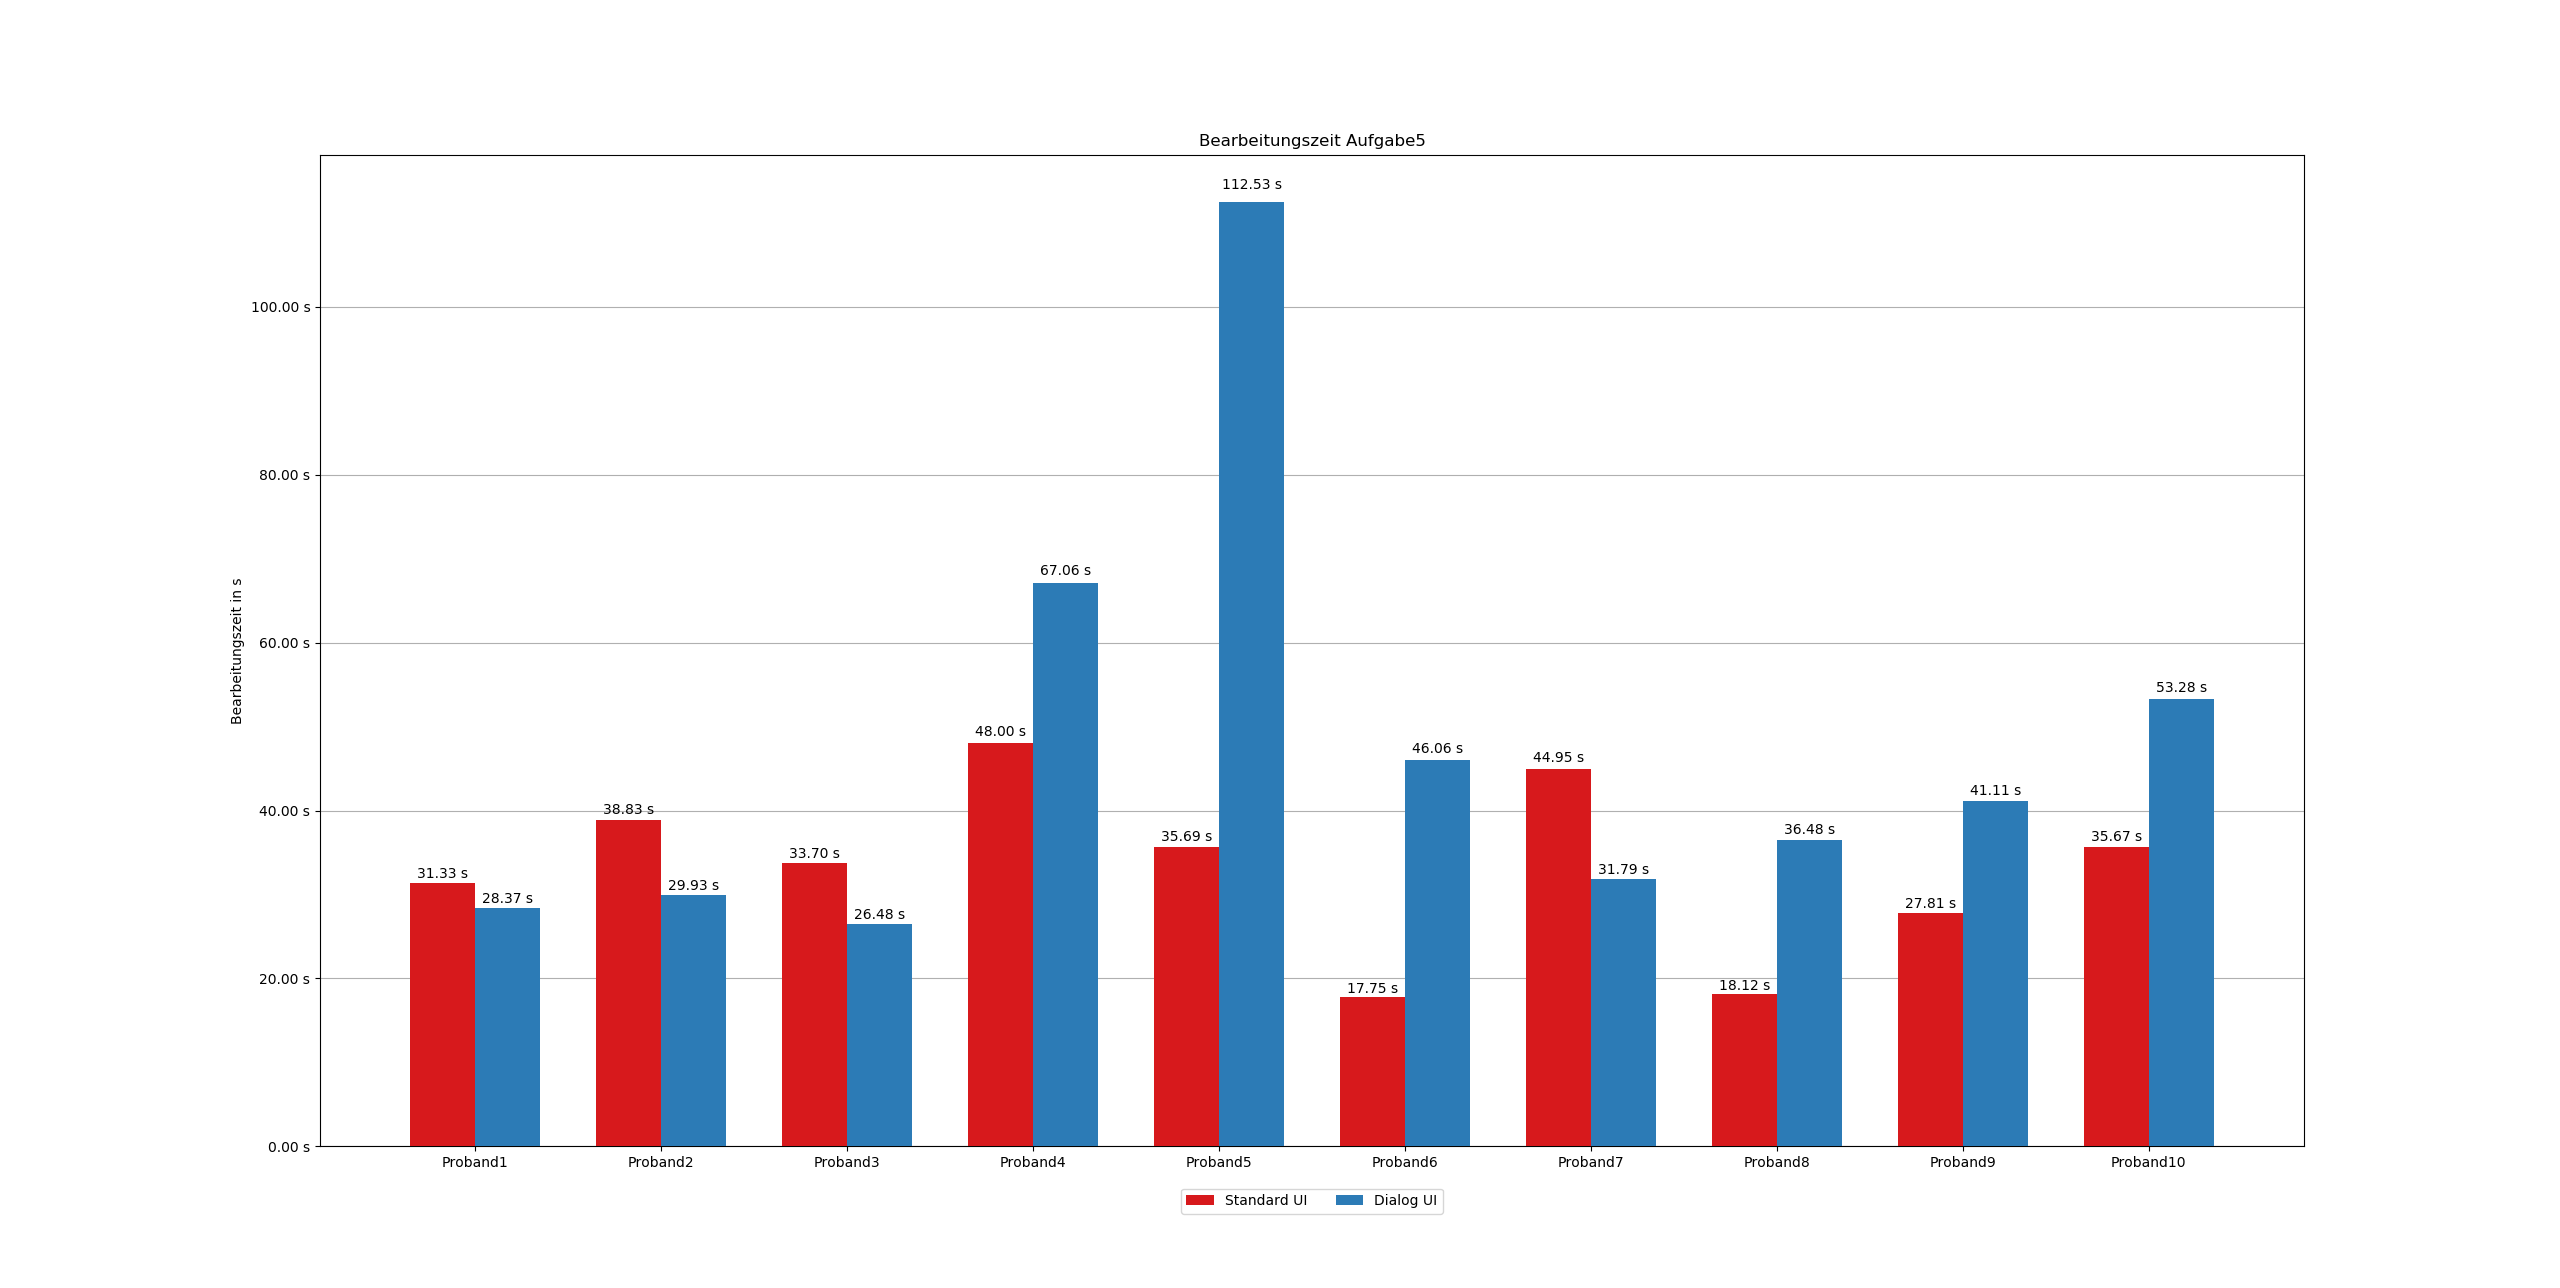 Bearbeitungszeit Aufgabe5
112.53 s
100.00 s
80.00 s
67.06 s
60.00 s
Bearbeitungszeit in s
53.28 s
48.00 s
46.06 s
44.95 s
41.11 s
40.00 s
38.83 s
36.48 s
35.69 s
35.67 s
33.70 s
31.33 s
31.79 s
29.93 s
28.37 s
27.81 s
26.48 s
20.00 s
17.75 s
18.12 s
0.00 s
Proband1 Proband2 Proband3 Proband4 Proband5 Proband6 Proband7 Proband8 Proband9 Proband10
Standard UI Dialog UI